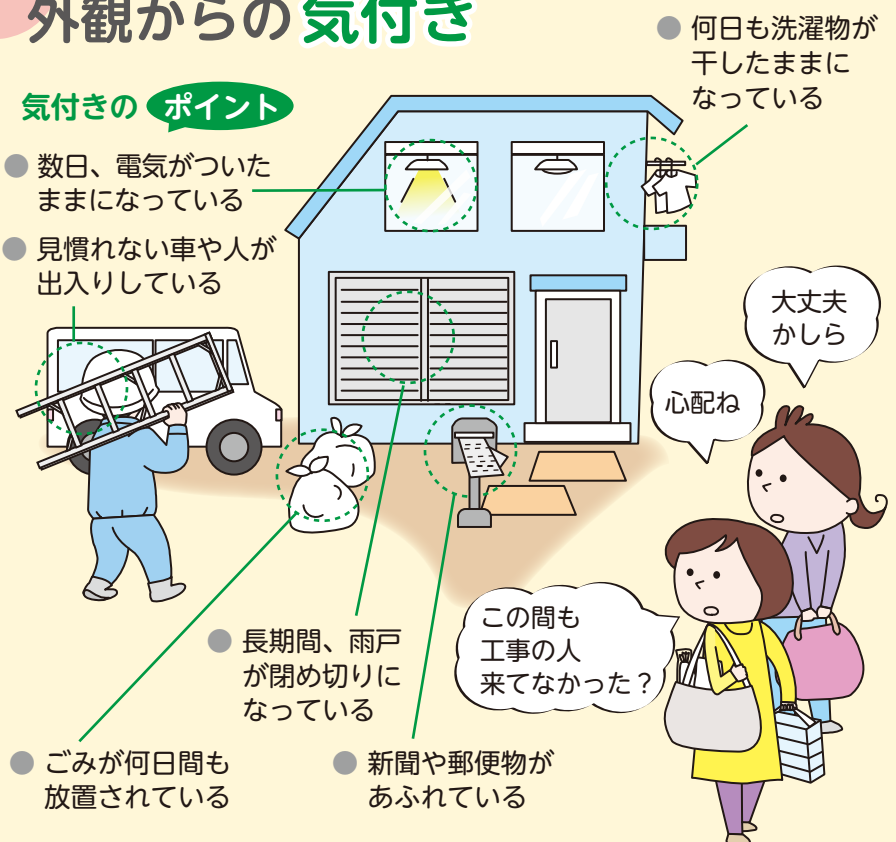 外観からの気付き
気付きの ポイント
● 数日、電気がついた
ままになっている
● 見慣れない車や人が
出入りしている
● 何日も洗濯物が
干したままに
なっている
大丈夫
かしら
心配ね
この間も
工事の人
来てなかった？
● 長期間、雨戸
が閉め切りに
なっている
● ごみが何日間も
放置されている
● 新聞や郵便物が
あふれている